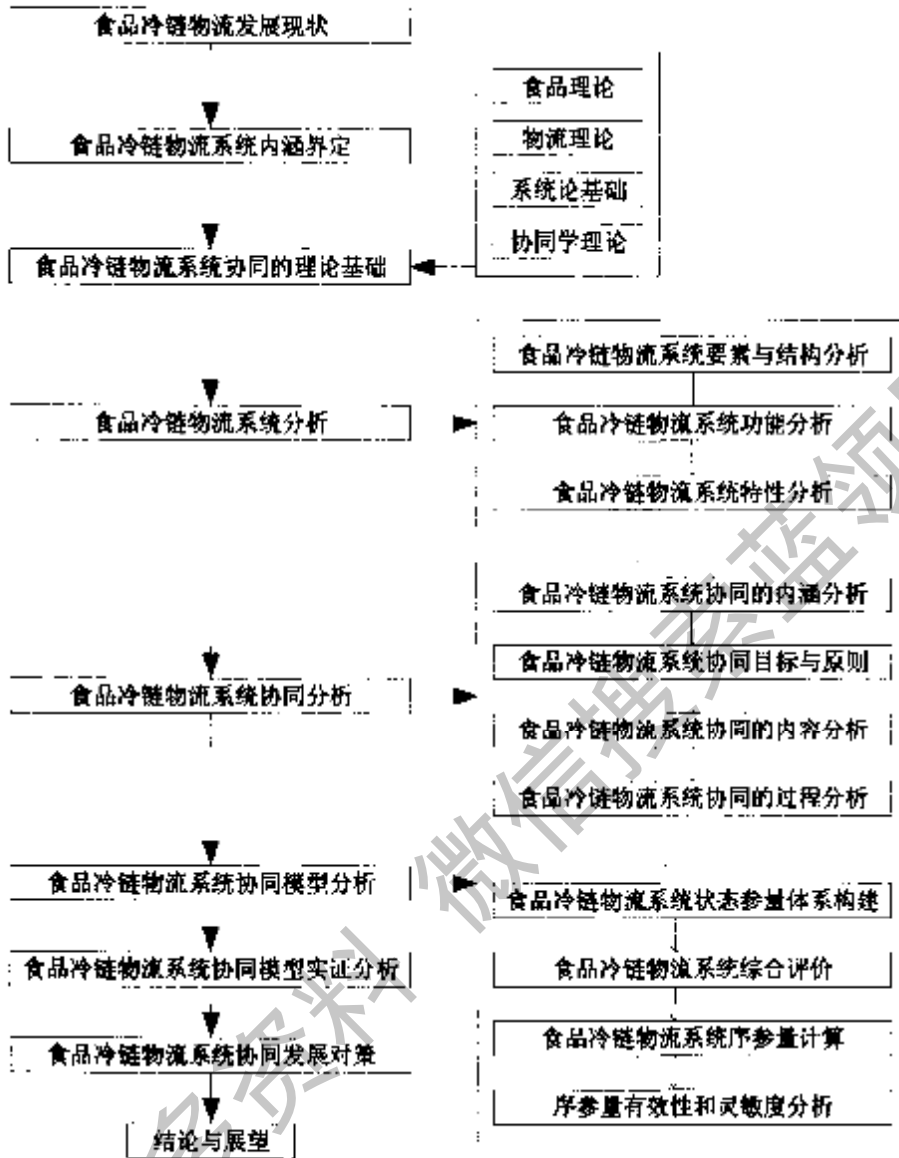 食品冷链物流发展现状
食品理论
物流理论
系统论基础
协同学理论
食品冷链物流系统内涵界定
食品冷链物流系统协同的理论基础
食品冷链物流系统分析
食品冷链物流系统要素与结构分析
食品冷链物流系统功能分析
食品冷链物流系统特性分析
食品冷链物流系统协同分析
食品冷链物流系统协同的内涵分析
食品冷链物流系统协同目标与原则
食品冷链物流系统协同的内容分析
食品冷链物流系统协同的过程分析
食品冷链物流系统协同模型分析
食品冷链物流系统状态参量体系构建
食品冷链物流系统综合评价
食品冷链物流系统序参量计算
序参量有效性和灵敏度分析
食品冷链物流系统协同模型实证分析
食品冷链物流系统协同发展对策
结论与展望
多资料 微信搜索蓝领